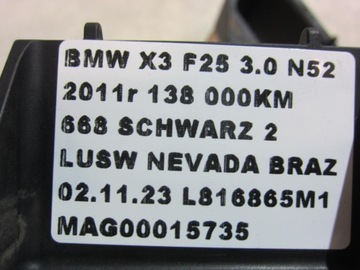 BMW X3 F25 3.0 N52
2011r 138 000KM
668 SCHWARZ 2
LUSW NEVADA BRAZ
02.11.23 L816865M1
MAG00015735